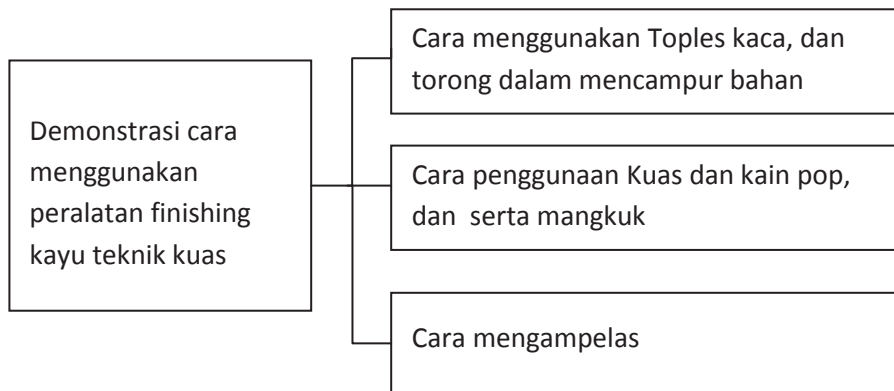 Demonstrasi cara
menggunakan
peralatan finishing
kayu teknik kuas
Cara menggunakan Toples kaca, dan
torong dalam mencampur bahan
Cara penggunaan Kuas dan kain pop,
dan  serta mangkuk
Cara mengampelas